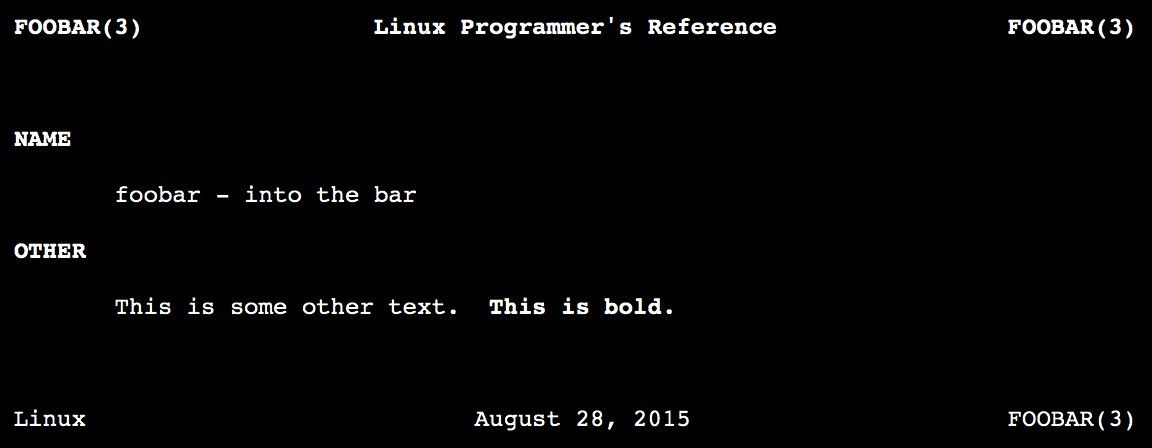 FOOBAR(3) Linux Programmer's Reference FOOBAR(3)
NAME
foobar - into the bar
OTHER
This is some other text. This is bold.
Linux August 28, 2015 FOOBAR(3)